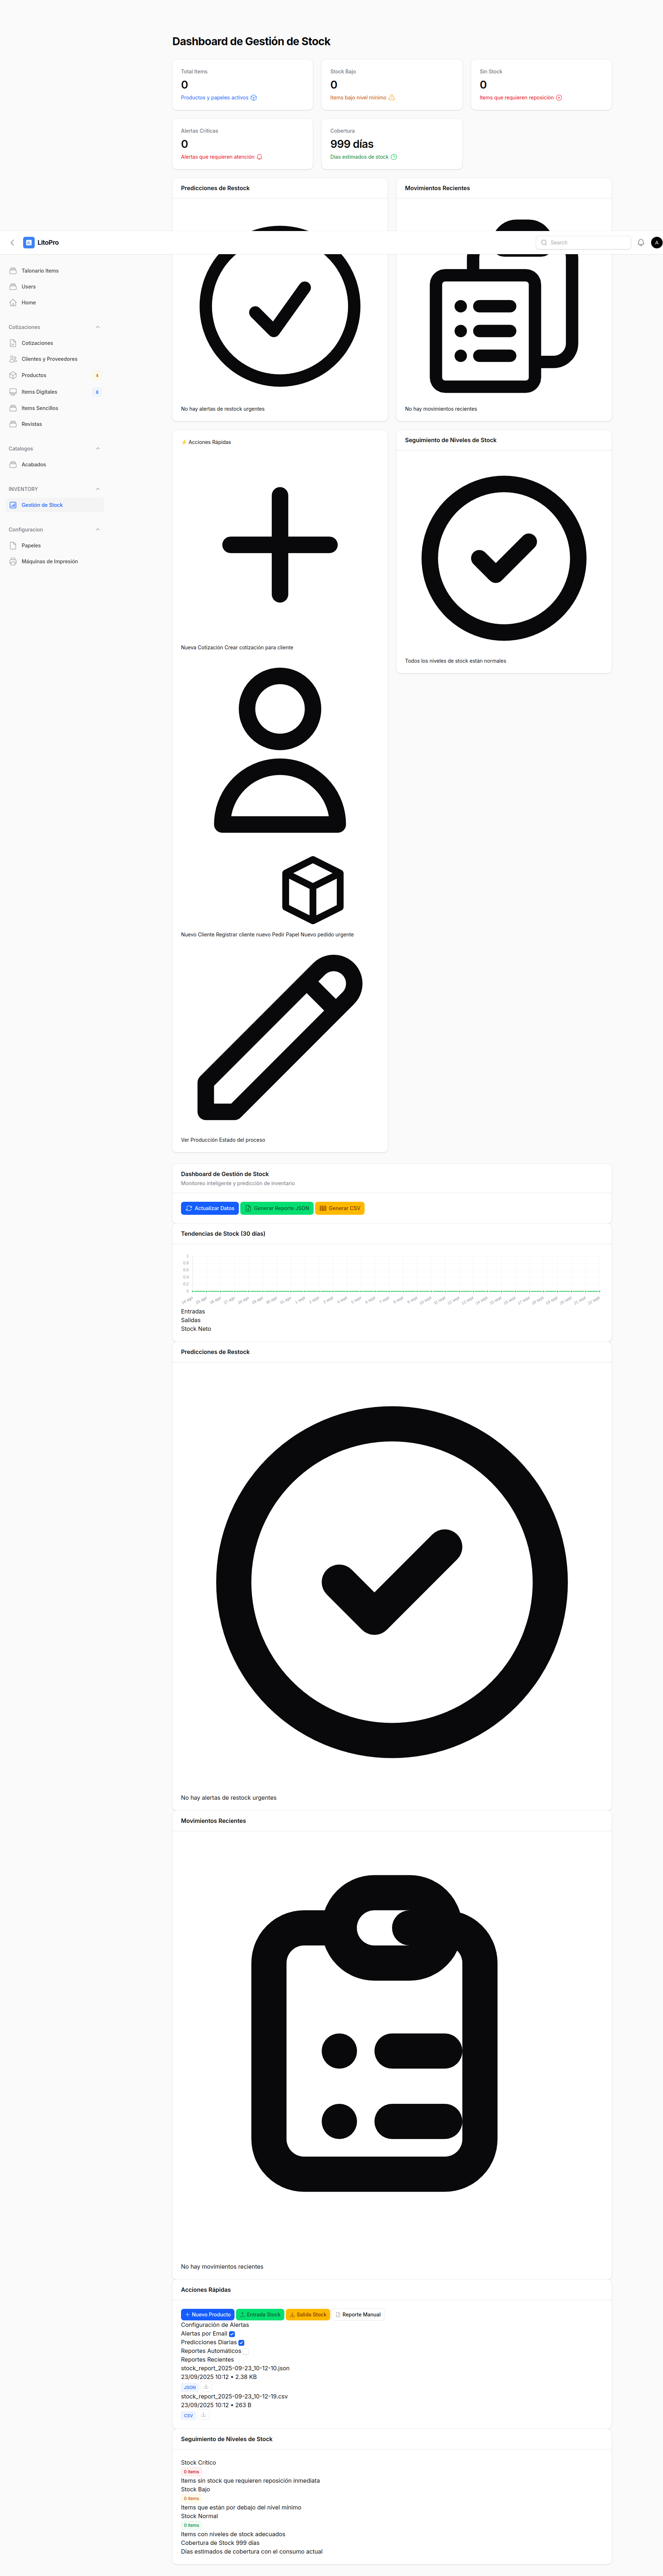 Dashboard de Gestión de Stock
Total Items
0
Productos y papeles activos
Stock Bajo
0
Items bajo nivel mínimo
Sin Stock
0
Items que requieren reposición
Alertas Críticas
0
Alertas que requieren atención
Cobertura
999 días
Días estimados de stock
Predicciones de Restock
Movimientos Recientes
LitoPro
Search
A
Talonario Items
Users
Home
Cotizaciones
Cotizaciones
Clientes y Proveedores
Productos
4
Items Digitales
8
Items Sencillos
Revistas
Catalogos
Acabados
INVENTORY
Gestión de Stock
Configuracion
Papeles
Máquinas de Impresión
No hay alertas de restock urgentes
No hay movimientos recientes
⚡ Acciones Rápidas
Seguimiento de Niveles de Stock
Nueva Cotización Crear cotización para cliente
Todos los niveles de stock están normales
Nuevo Cliente Registrar cliente nuevo Pedir Papel Nuevo pedido urgente
Ver Producción Estado del proceso
Dashboard de Gestión de Stock
Monitoreo inteligente y predicción de inventario
Actualizar Datos
Generar Reporte JSON
Generar CSV
Tendencias de Stock (30 días)
1
0.8
0.6
0.4
0.2
0
Entradas
Salidas
Stock Neto
Predicciones de Restock
No hay alertas de restock urgentes
Movimientos Recientes
No hay movimientos recientes
Acciones Rápidas
Nuevo Producto
Entrada Stock
Salida Stock
Reporte Manual
Configuración de Alertas
Alertas por Email
Predicciones Diarias
Reportes Automáticos
Reportes Recientes
stock_report_2025-09-23_10-12-10.json
23/09/2025 10:12 • 2.38 KB
JSON
stock_report_2025-09-23_10-12-19.csv
23/09/2025 10:12 • 263 B
CSV
Seguimiento de Niveles de Stock
Stock Crítico
0 items
Items sin stock que requieren reposición inmediata
Stock Bajo
0 items
Items que están por debajo del nivel mínimo
Stock Normal
0 items
Items con niveles de stock adecuados
Cobertura de Stock 999 días
Días estimados de cobertura con el consumo actual